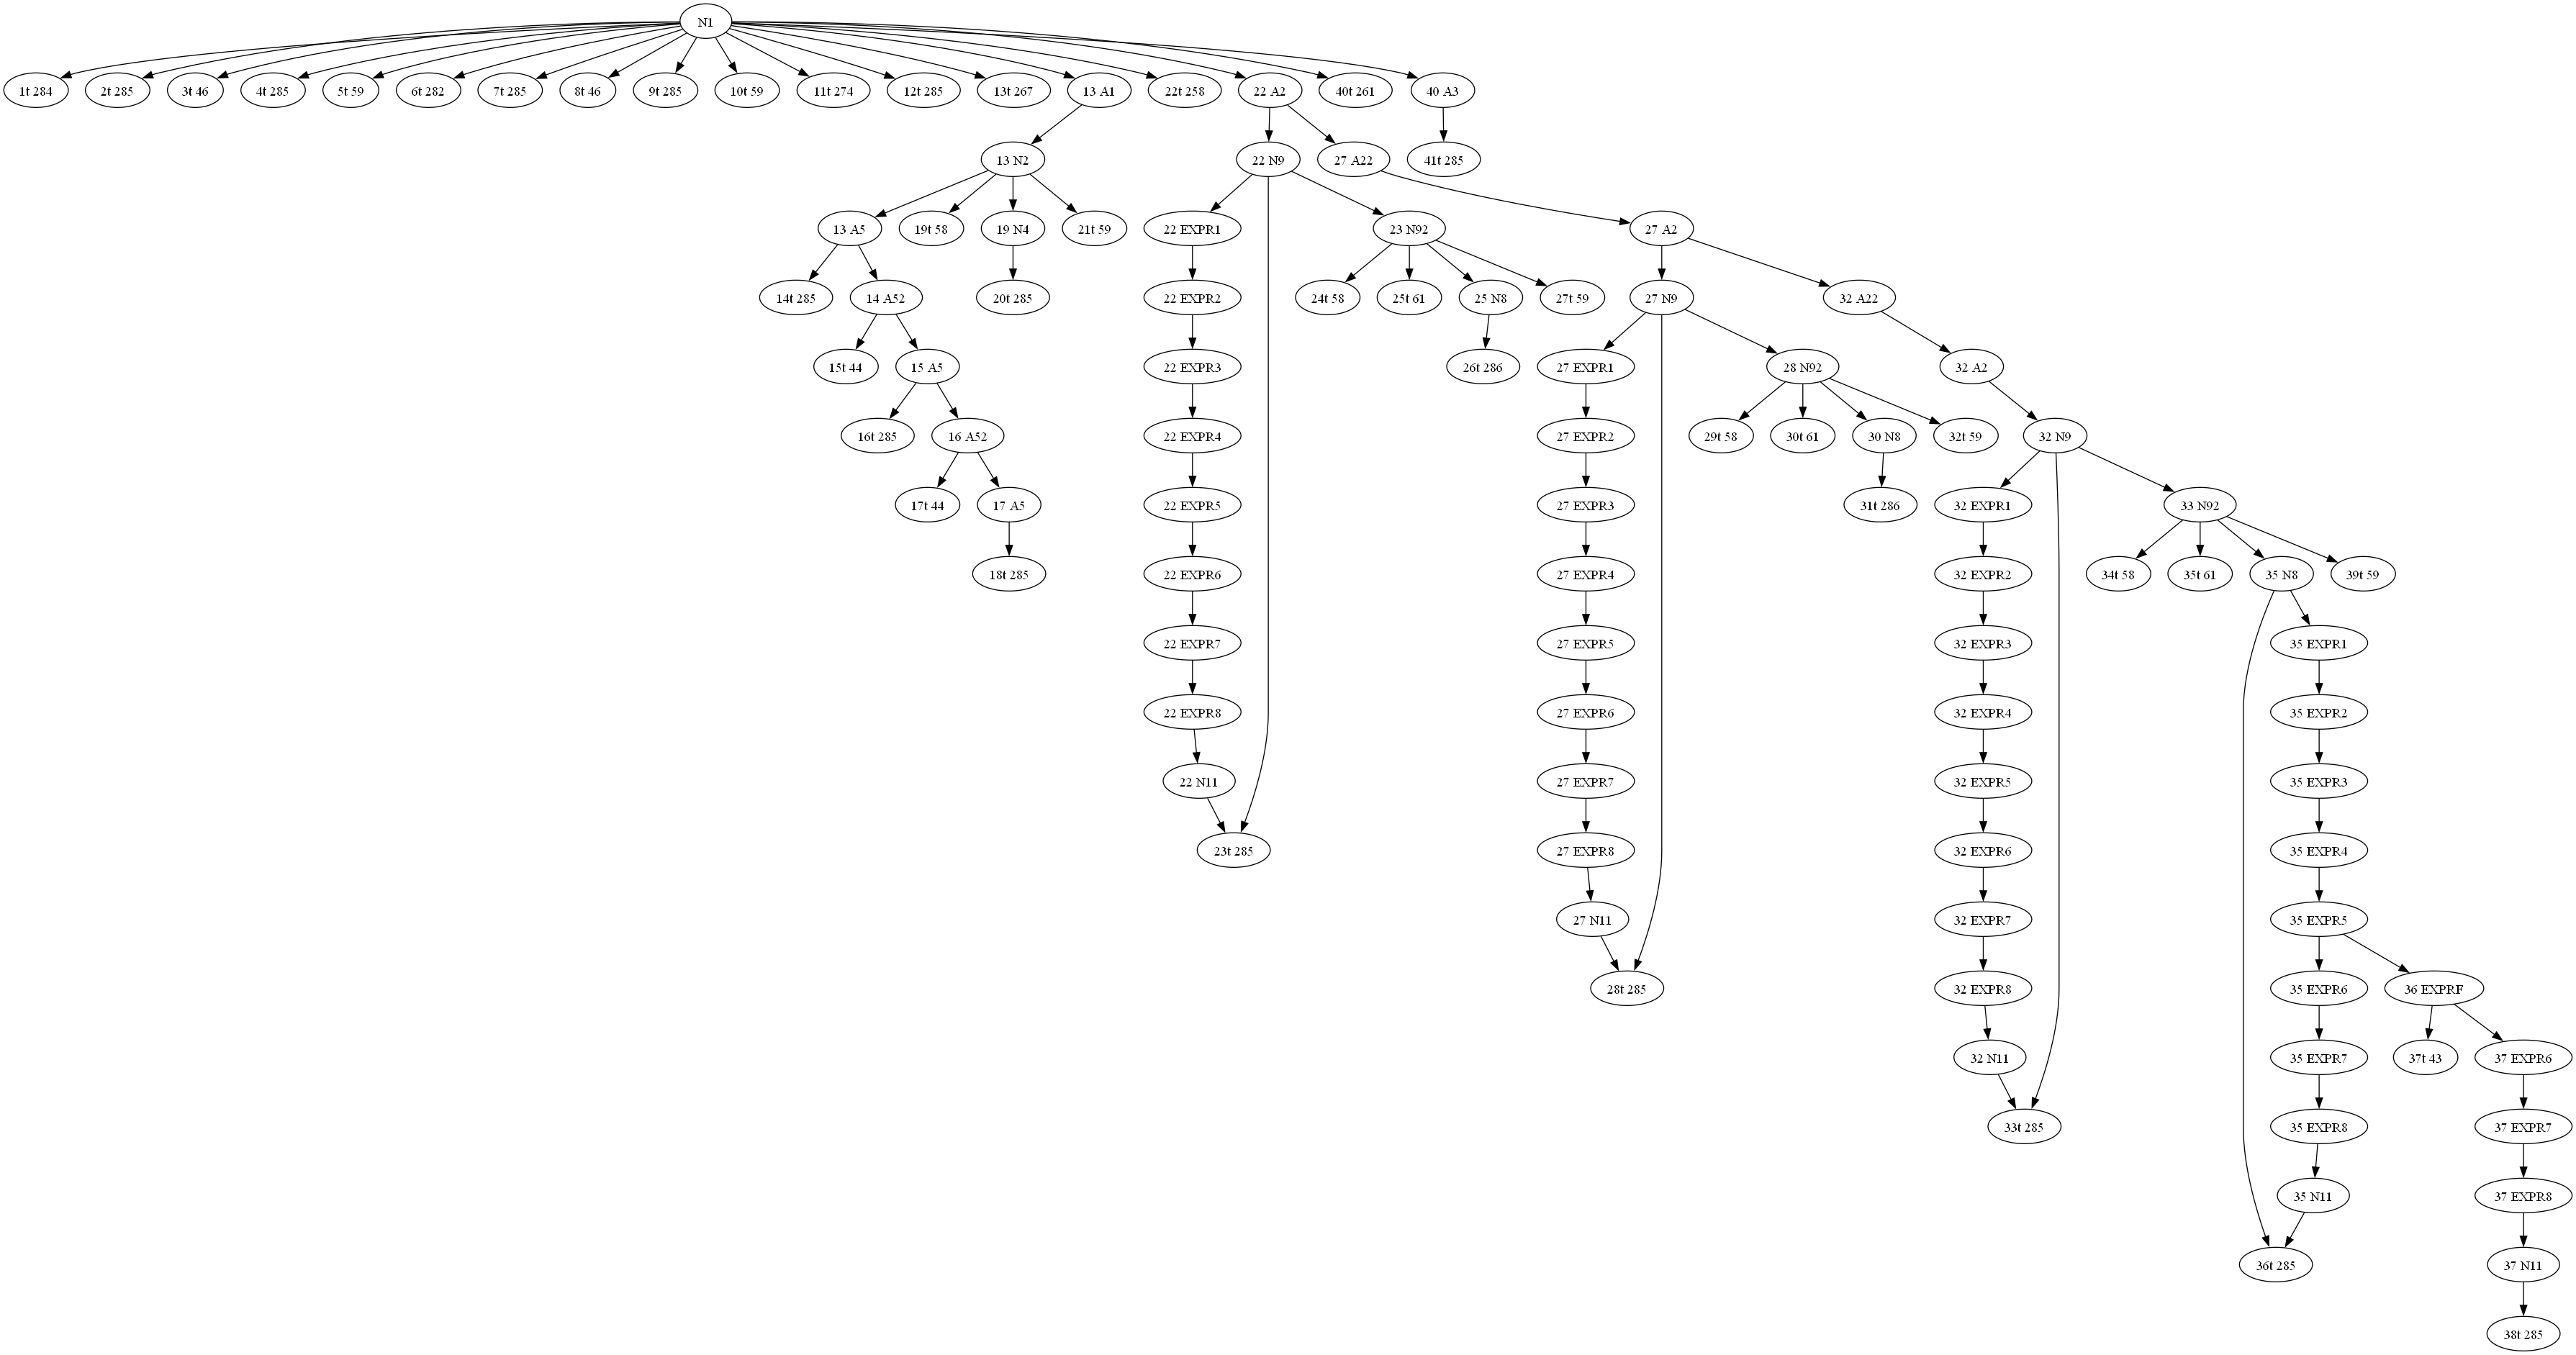 N1
1t 284 2t 285 3t 46 4t 285 5t 59 6t 282 7t 285 8t 46 9t 285 10t 59 11t 274 12t 285 13t 267 13 A1 22t 258 22 A2 40t 261 40 A3
13 N2 22 N9 27 A22 41t 285
13 A5 19t 58 19 N4 21t 59 22 EXPR1 23 N92 27 A2
14t 285 14 A52 20t 285 22 EXPR2 24t 58 25t 61 25 N8 27t 59 27 N9 32 A22
15t 44 15 A5 22 EXPR3 26t 286 27 EXPR1 28 N92 32 A2
16t 285 16 A52 22 EXPR4 27 EXPR2 29t 58 30t 61 30 N8 32t 59 32 N9
17t 44 17 A5 22 EXPR5 27 EXPR3 31t 286 32 EXPR1 33 N92
18t 285 22 EXPR6 27 EXPR4 32 EXPR2 34t 58 35t 61 35 N8 39t 59
22 EXPR7 27 EXPR5 32 EXPR3 35 EXPR1
22 EXPR8 27 EXPR6 32 EXPR4 35 EXPR2
22 N11 27 EXPR7 32 EXPR5 35 EXPR3
23t 285 27 EXPR8 32 EXPR6 35 EXPR4
27 N11 32 EXPR7 35 EXPR5
28t 285 32 EXPR8 35 EXPR6 36 EXPRF
32 N11 35 EXPR7 37t 43 37 EXPR6
33t 285 35 EXPR8 37 EXPR7
35 N11 37 EXPR8
36t 285 37 N11
38t 285